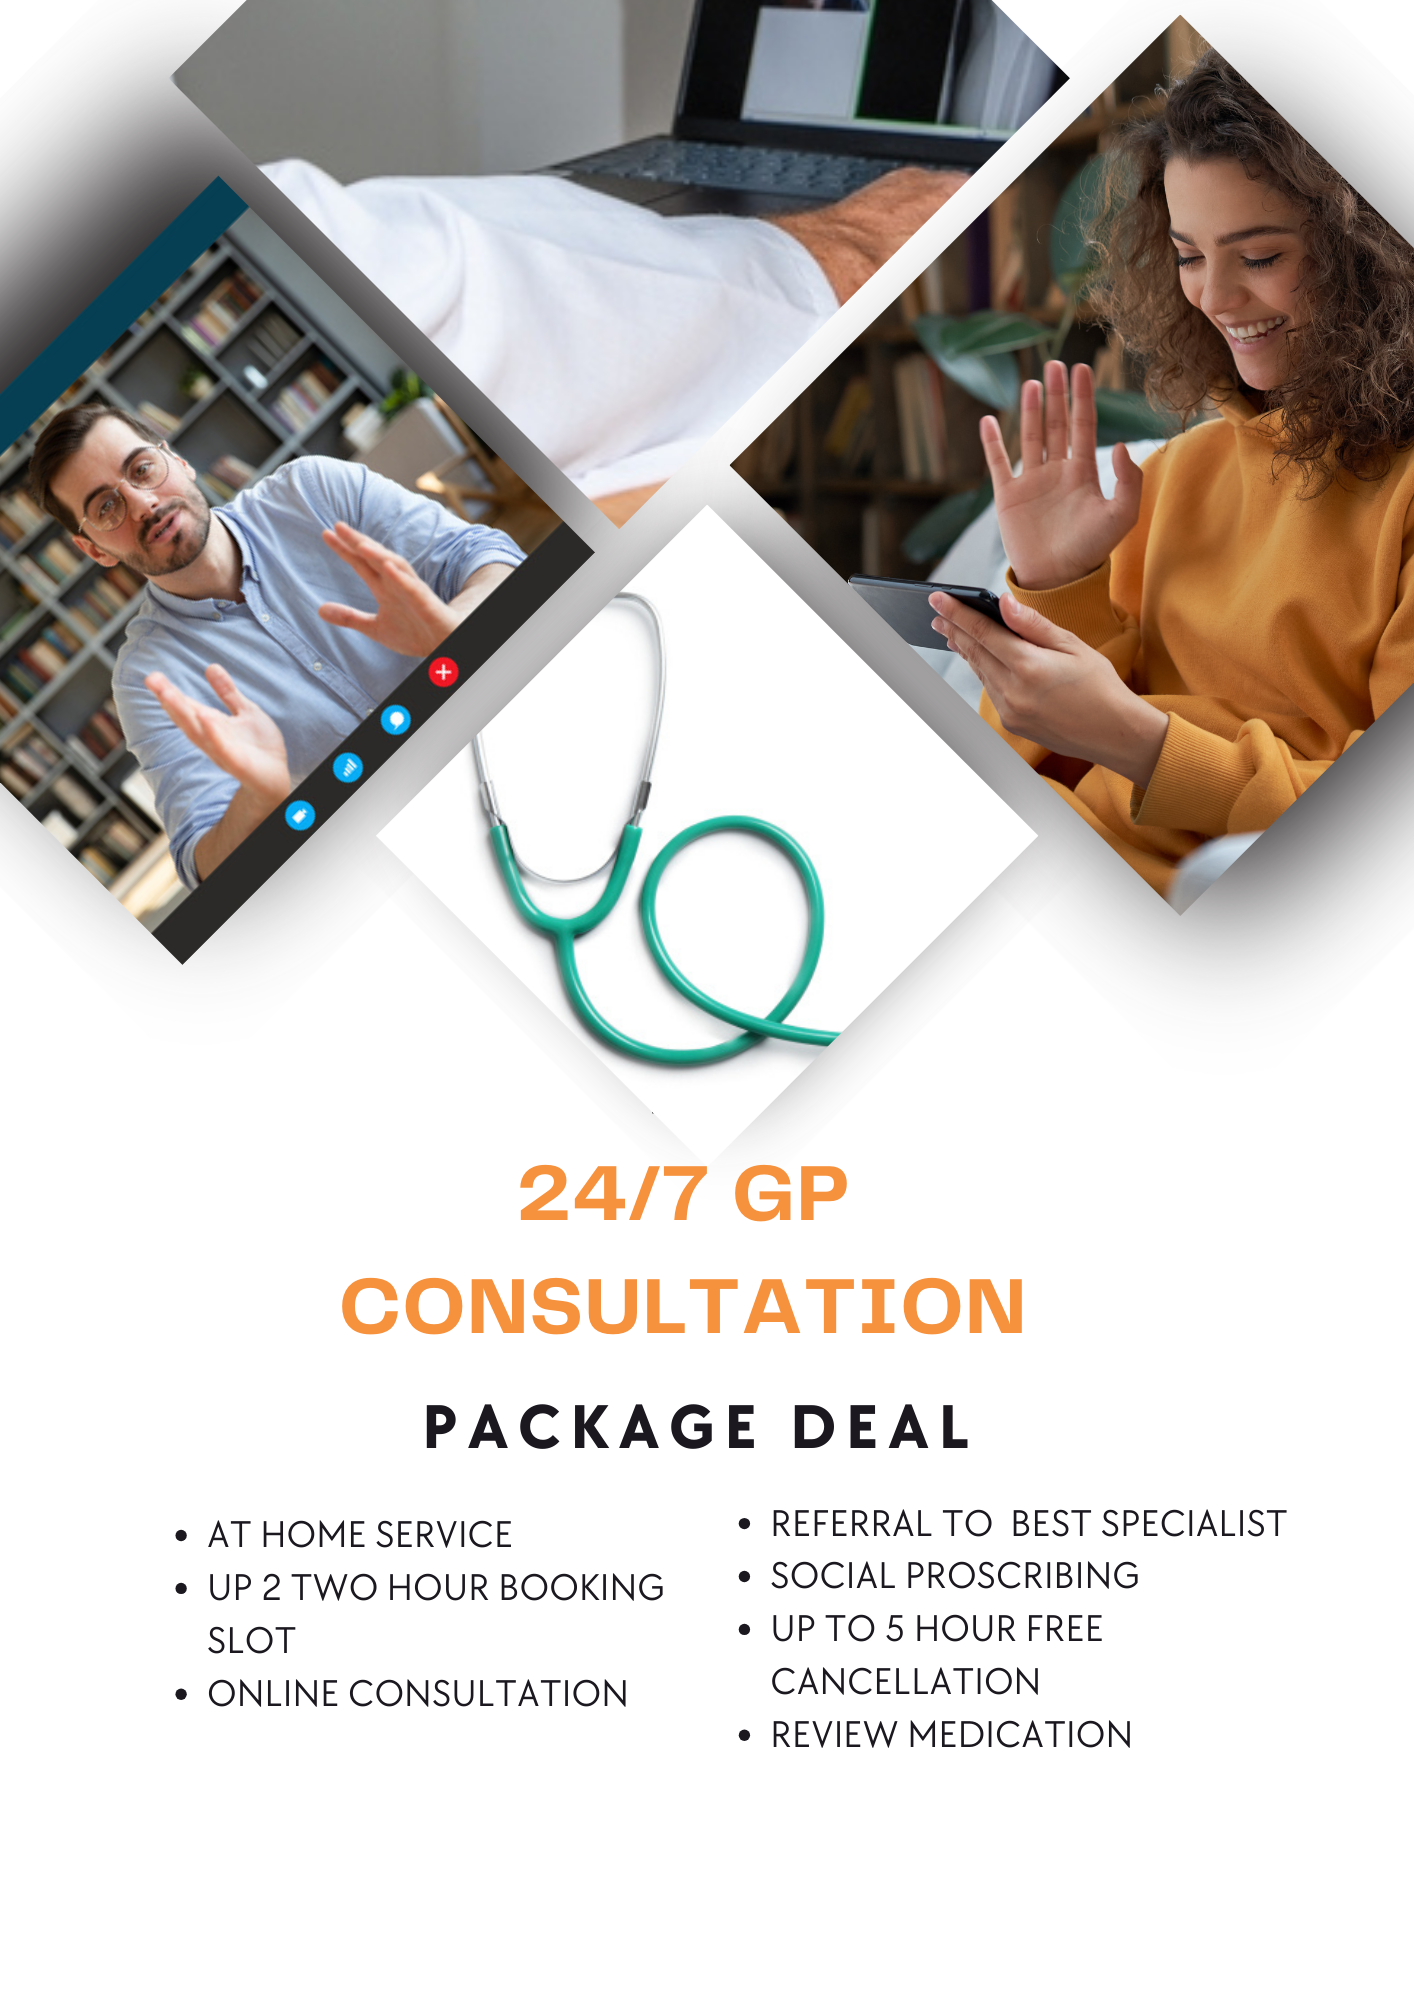 24/7 GP
CONSULTATION
PACKAGE DEAL
AT HOME SERVICE
UP 2 TWO HOUR BOOKING
SLOT
ONLINE CONSULTATION
REFERRAL TO BEST SPECIALIST
SOCIAL PROSCRIBING
UP TO 5 HOUR FREE
CANCELLATION
REVIEW MEDICATION